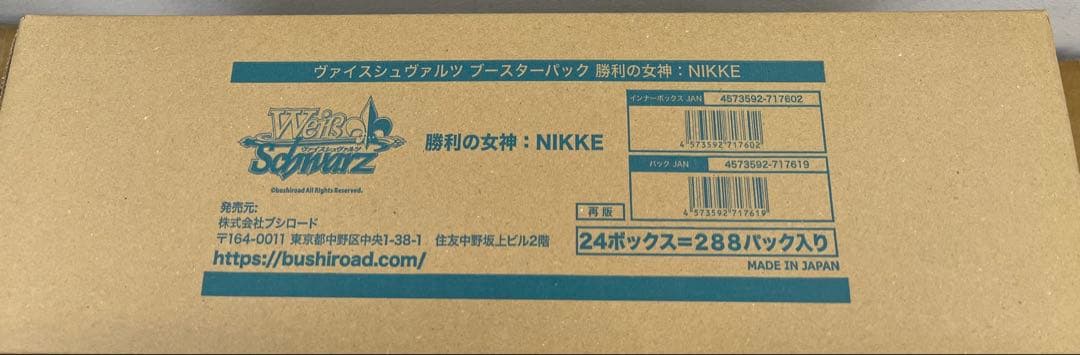 ヴァイスシュヴァルツ ブースターパック 勝利の女神：NIKKE
Weiß
ヴァイスシュヴァルツ
Schwarz
©bushiroad All Rights Reserved.
勝利の女神：NIKKE
インナーボックス JAN 4573592-717602
4 573592 717602
パック JAN 4573592-717619
4 573592 717619
発売元:
株式会社ブシロード
〒164-0011 東京都中野区中央1-38-1 住友中野坂上ビル2階
https://bushiroad.com/
再版
24ボックス=288パック入り
MADE IN JAPAN